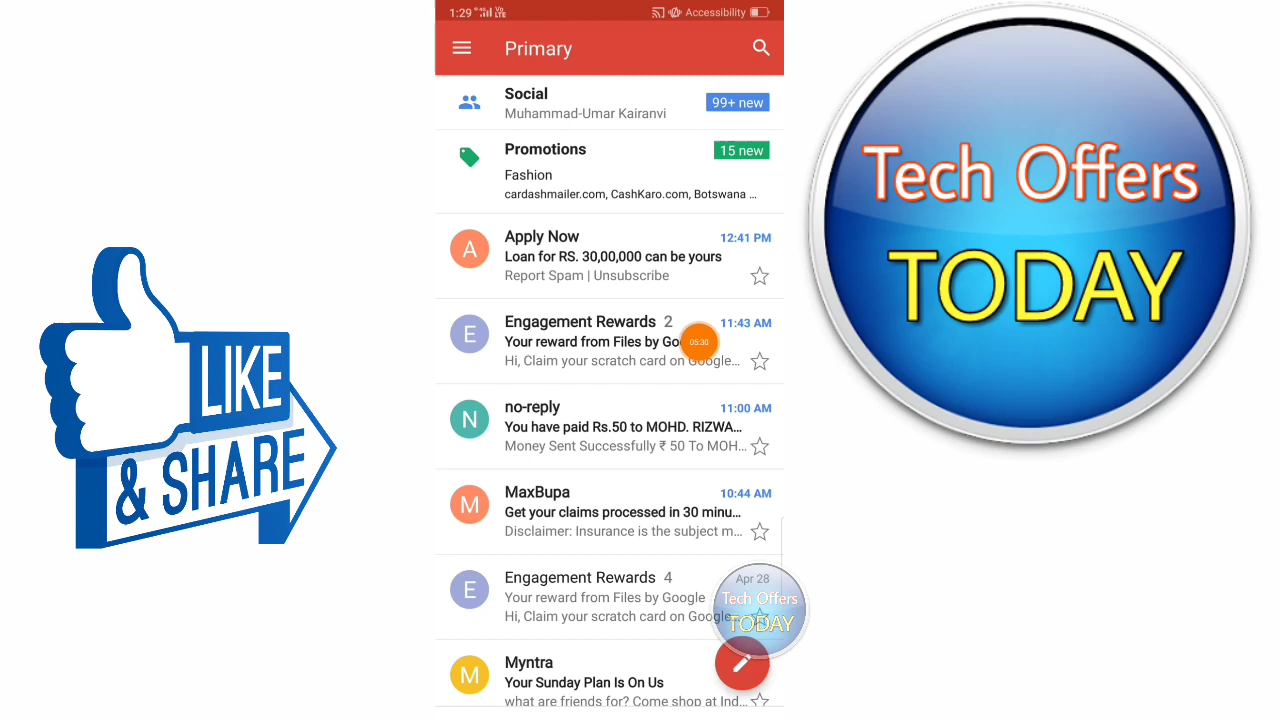 1:29 4G Vo LTE Accessibility
Primary
Social
99+ new
Muhammad-Umar Kairanvi
Promotions
15 new
Fashion
cardashmailer.com, CashKaro.com, Botswana ...
A
Apply Now
12:41 PM
Loan for RS. 30,00,000 can be yours
Report Spam | Unsubscribe
E
Engagement Rewards 2
11:43 AM
Your reward from Files by Go
05:30
Hi, Claim your scratch card on Google...
N
no-reply
11:00 AM
You have paid Rs.50 to MOHD. RIZWA...
Money Sent Successfully ₹ 50 To MOH...
M
MaxBupa
10:44 AM
Get your claims processed in 30 minu...
Disclaimer: Insurance is the subject m...
E
Engagement Rewards 4
Apr 28
Your reward from Files by Google
Hi, Claim your scratch card on Google...
M
Myntra
Your Sunday Plan Is On Us
what are friends for? Come shop at Ind...
LIKE
& SHARE
Tech Offers
TODAY
Tech Offers
TODAY